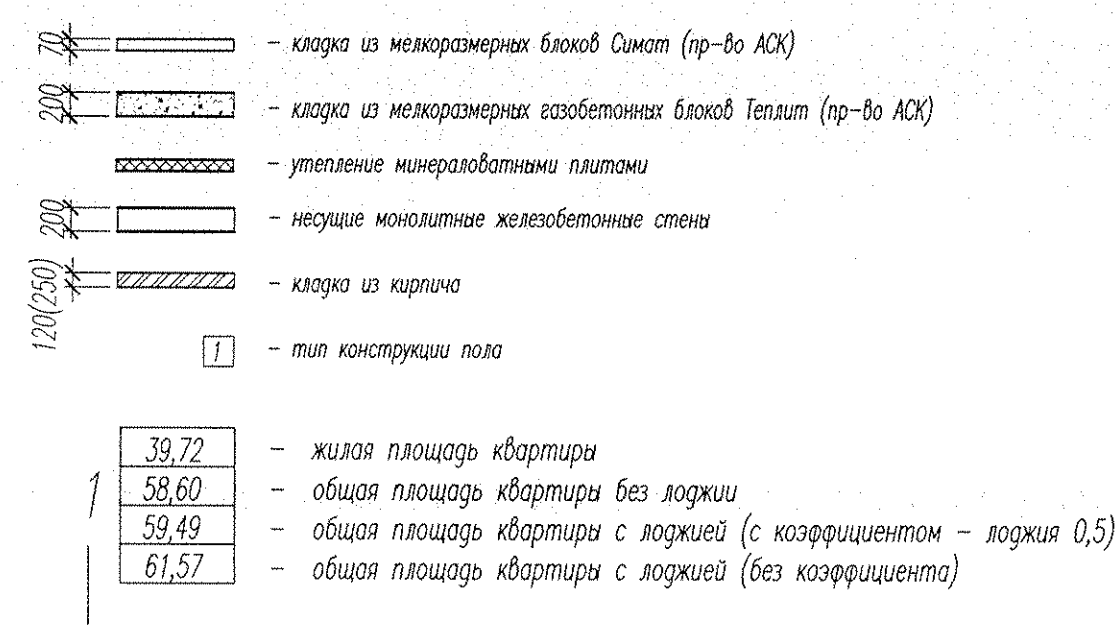 70 – кладка из мелкоразмерных блоков Симат (пр-во АСК)
200 – кладка из мелкоразмерных газобетонных блоков Теплит (пр-во АСК)
– утепление минераловатными плитами
200 – несущие монолитные железобетонные стены
120(250) – кладка из кирпича
1 – тип конструкции пола
39,72 – жилая площадь квартиры
1 58,60 – общая площадь квартиры без лоджии
59,49 – общая площадь квартиры с лоджией (с коэффициентом – лоджия 0,5)
61,57 – общая площадь квартиры с лоджией (без коэффициента)